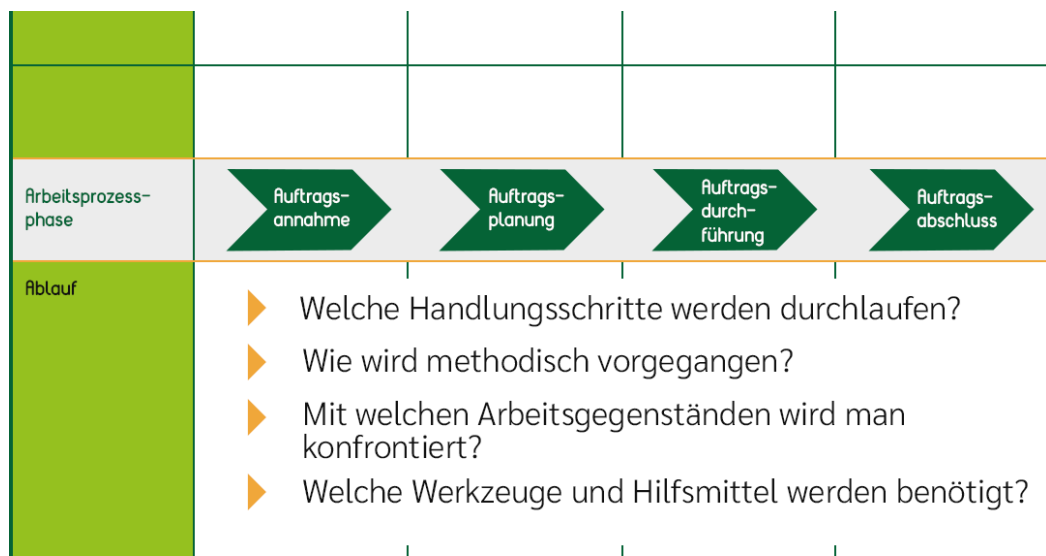 Arbeitsprozess-
phase
Auftrags-
annahme
Auftrags-
planung
Auftrags-
durch-
führung
Auftrags-
abschluss
Ablauf
Welche Handlungsschritte werden durchlaufen?
Wie wird methodisch vorgegangen?
Mit welchen Arbeitsgegenständen wird man
konfrontiert?
Welche Werkzeuge und Hilfsmittel werden benötigt?